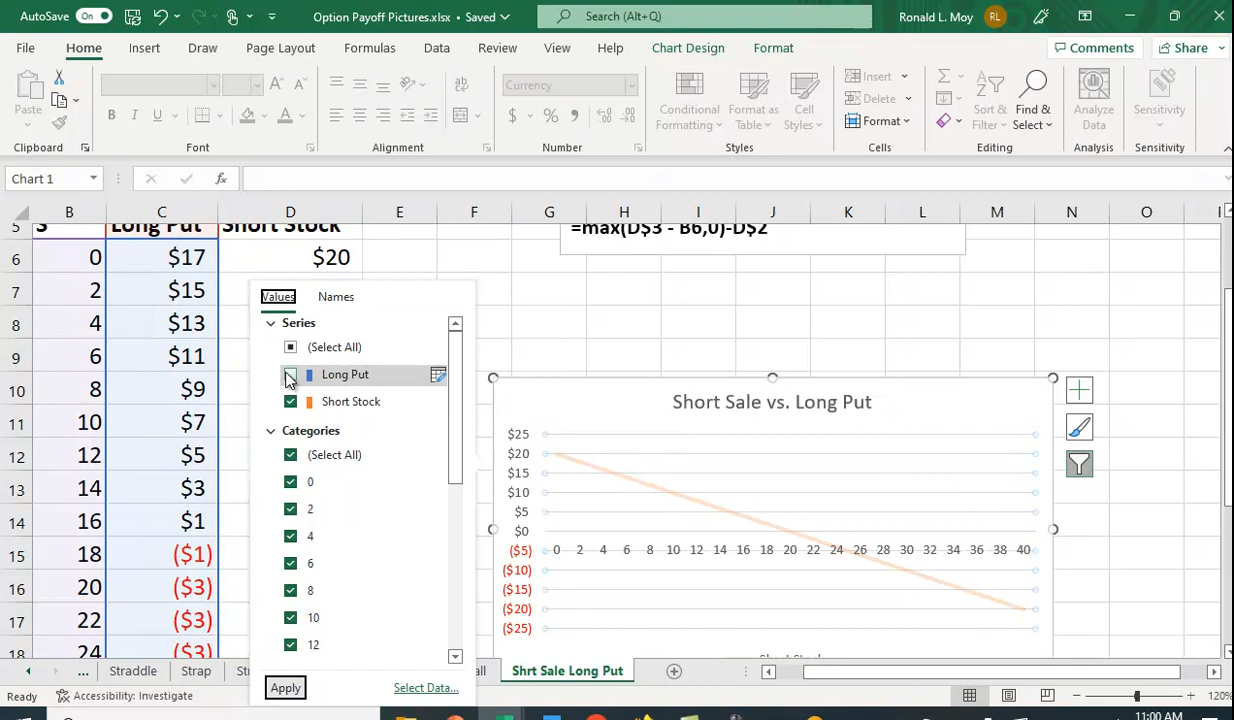 AutoSave On Option Payoff Pictures.xlsx • Saved Search (Alt+Q) Ronald L. Moy RL
File Home Insert Draw Page Layout Formulas Data Review View Help Chart Design Format Comments Share
Paste B I U A A A ab Currency $ % Conditional Formatting Format as Table Cell Styles Insert Delete Format Sort & Filter Find & Select Analyze Data Sensitivity
Clipboard Font Alignment Number Styles Cells Editing Analysis Sensitivity
Chart 1 fx
B C D E F G H I J K L M N O
5 S Long Put Short Stock =max(D$3 - B6,0)-D$2
6 0 $17 $20
7 2 $15
8 4 $13
9 6 $11
10 8 $9
11 10 $7
12 12 $5
13 14 $3
14 16 $1
15 18 ($1)
16 20 ($3)
17 22 ($3)
18 24 ($3)
Values Names
Series
(Select All)
Long Put
Short Stock
Categories
(Select All)
0
2
4
6
8
10
12
Apply Select Data...
Short Sale vs. Long Put
$25
$20
$15
$10
$5
$0
($5) 0 2 4 6 8 10 12 14 16 18 20 22 24 26 28 30 32 34 36 38 40
($10)
($15)
($20)
($25)
Short Stock
... Straddle Strap Shrt Sale Long Put
Ready Accessibility: Investigate 120%
11:00 AM